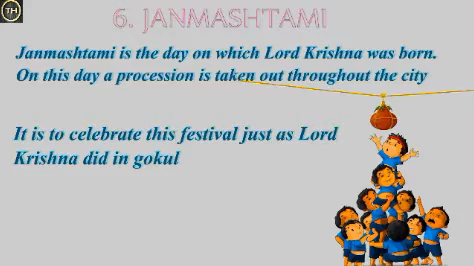 TH
6. JANMASHTAMI
Janmashtami is the day on which Lord Krishna was born.
On this day a procession is taken out throughout the city
It is to celebrate this festival just as Lord
Krishna did in gokul